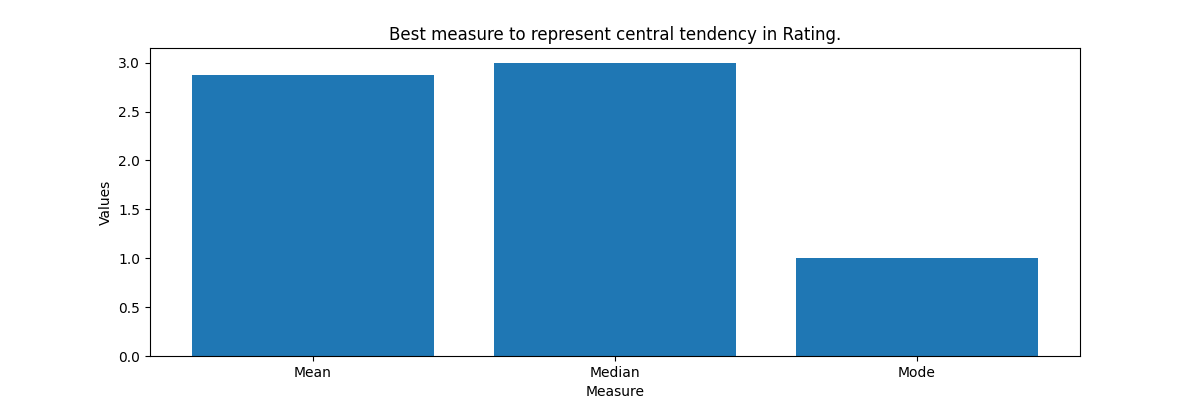 Best measure to represent central tendency in Rating.
3.0
2.5
2.0
1.5
1.0
0.5
0.0
Values
Mean Median Mode
Measure